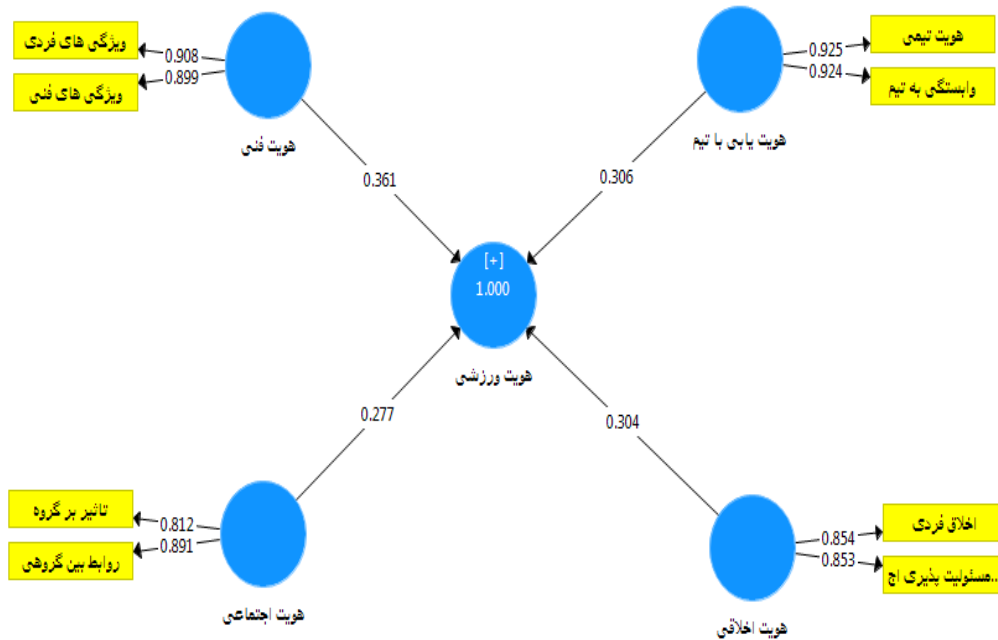 ویژگی های فردی
0.908
0.899
ویژگی های فنی
هویت فنی
هویت تیمی
0.925
0.924
وابستگی به تیم
هویت یابی با تیم
0.361
0.306
[+]
1.000
هویت ورزشی
0.277
0.304
تاثیر بر گروه
0.812
0.891
روابط بین گروهی
هویت اجتماعی
اخلاق فردی
0.854
0.853
مسئولیت پذیری اج..
هویت اخلاقی